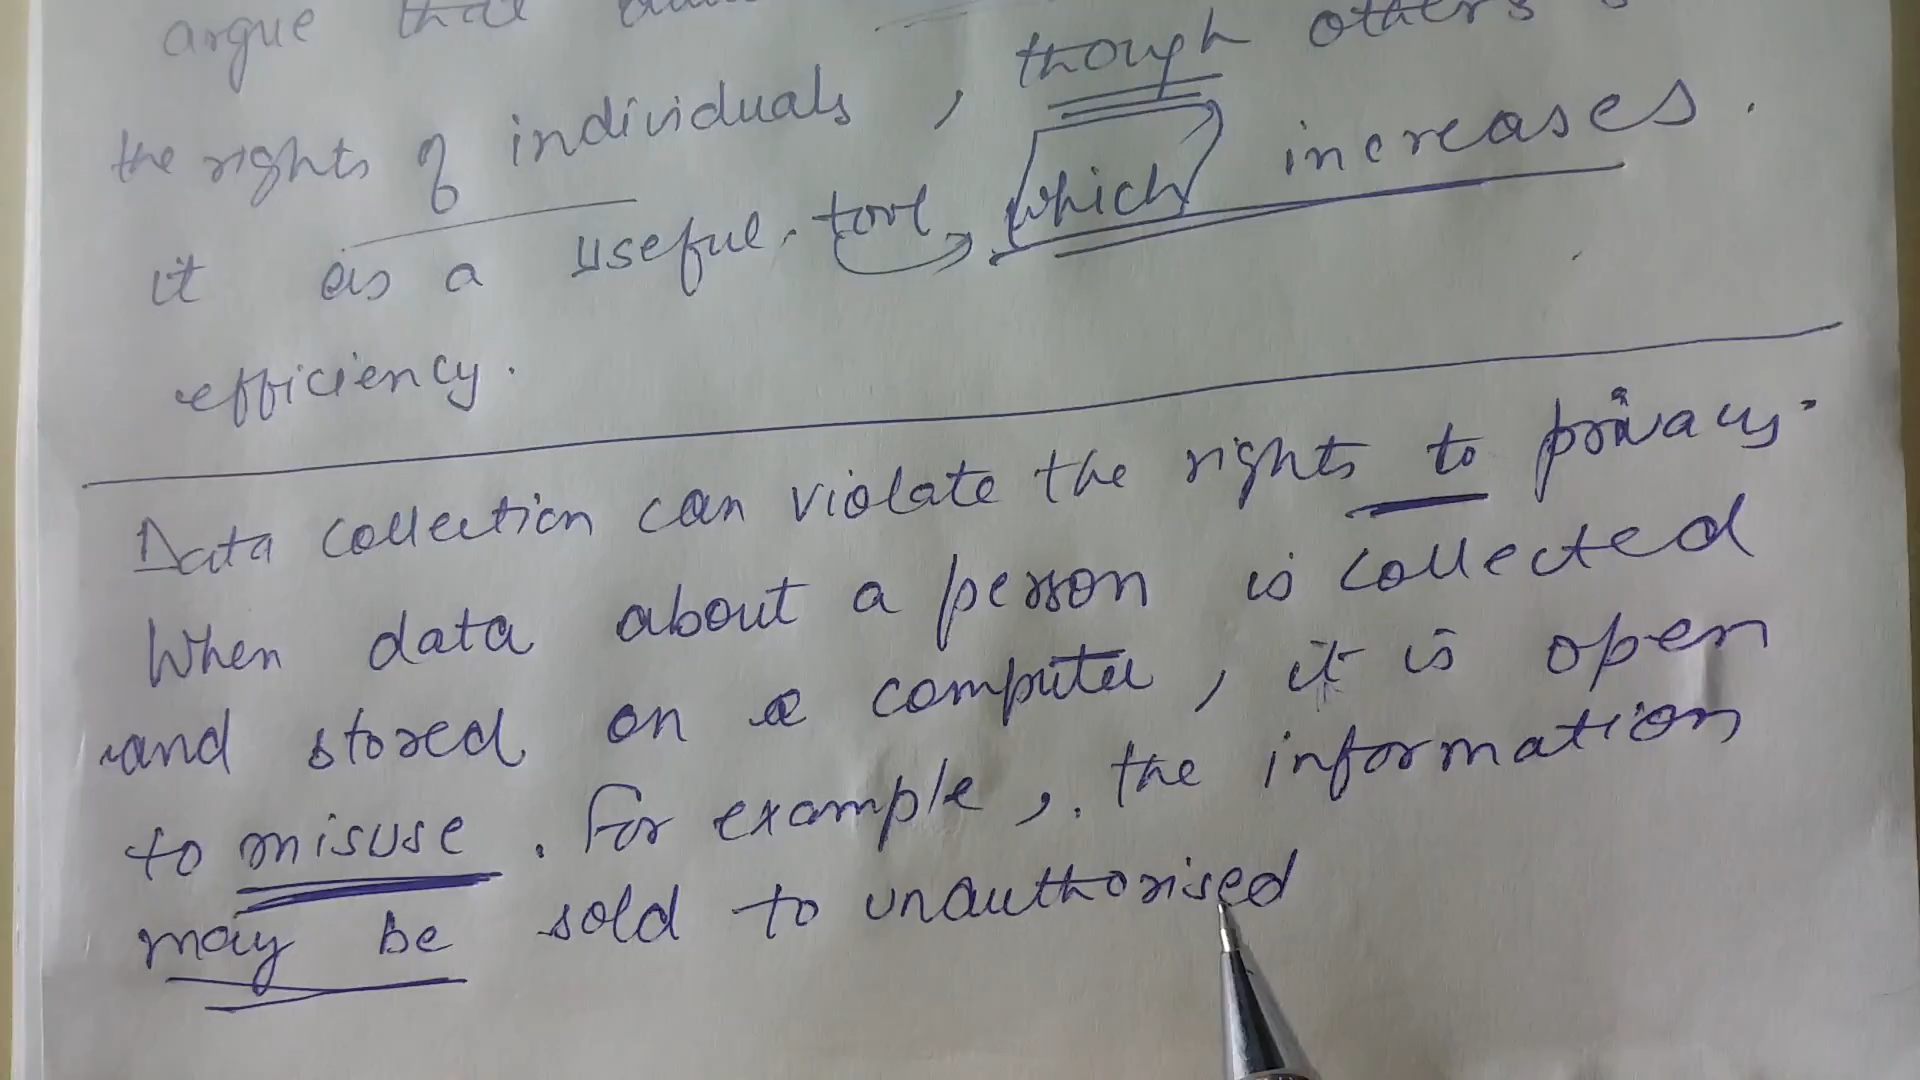 argue that
the rights of individuals, though others
it as a useful tool, which increases.
efficiency.
Data collection can violate the rights to privacy.
When data about a person is collected
and stored on a computer, it is open
to misuse. For example, the information
may be sold to unauthorised